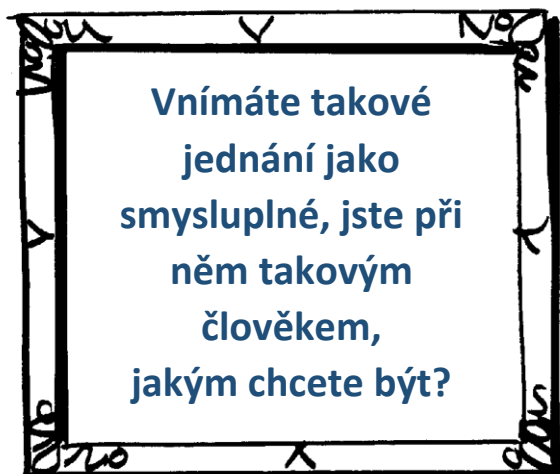 Vnímáte takové
jednání jako
smysluplné, jste při
něm takovým
člověkem,
jakým chcete být?